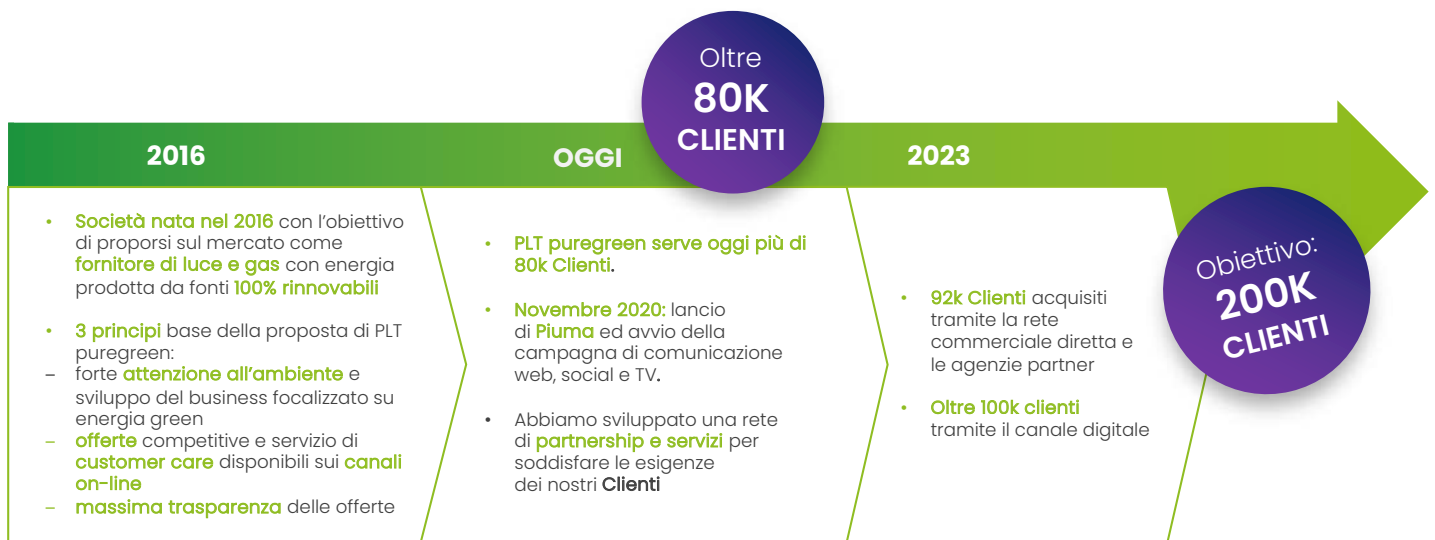 Oltre
80K
CLIENTI
2016
OGGI
2023
• Società nata nel 2016 con l’obiettivo
di proporsi sul mercato come
fornitore di luce e gas con energia
prodotta da fonti 100% rinnovabili
• 3 principi base della proposta di PLT
puregreen:
– forte attenzione all’ambiente e
sviluppo del business focalizzato su
energia green
– offerte competitive e servizio di
customer care disponibili sui canali
on-line
– massima trasparenza delle offerte
• PLT puregreen serve oggi più di
80k Clienti.
• Novembre 2020: lancio
di Piuma ed avvio della
campagna di comunicazione
web, social e TV.
• Abbiamo sviluppato una rete
di partnership e servizi per
soddisfare le esigenze
dei nostri Clienti
• 92k Clienti acquisiti
tramite la rete
commerciale diretta e
le agenzie partner
• Oltre 100k clienti
tramite il canale digitale
Obiettivo:
200K
CLIENTI